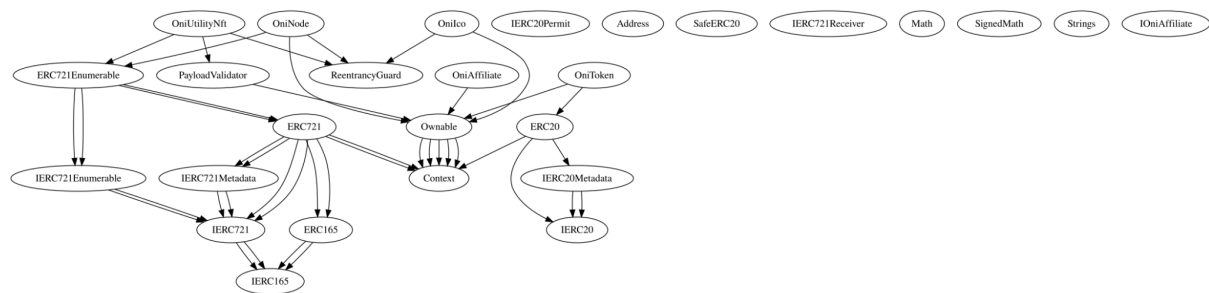 OniUtilityNft
OniNode
OniIco
IERC20Permit
Address
SafeERC20
IERC721Receiver
Math
SignedMath
Strings
IOniAffiliate
ERC721Enumerable
PayloadValidator
ReentrancyGuard
OniAffiliate
OniToken
ERC721
Ownable
ERC20
IERC721Enumerable
IERC721Metadata
Context
IERC20Metadata
IERC721
ERC165
IERC20
IERC165